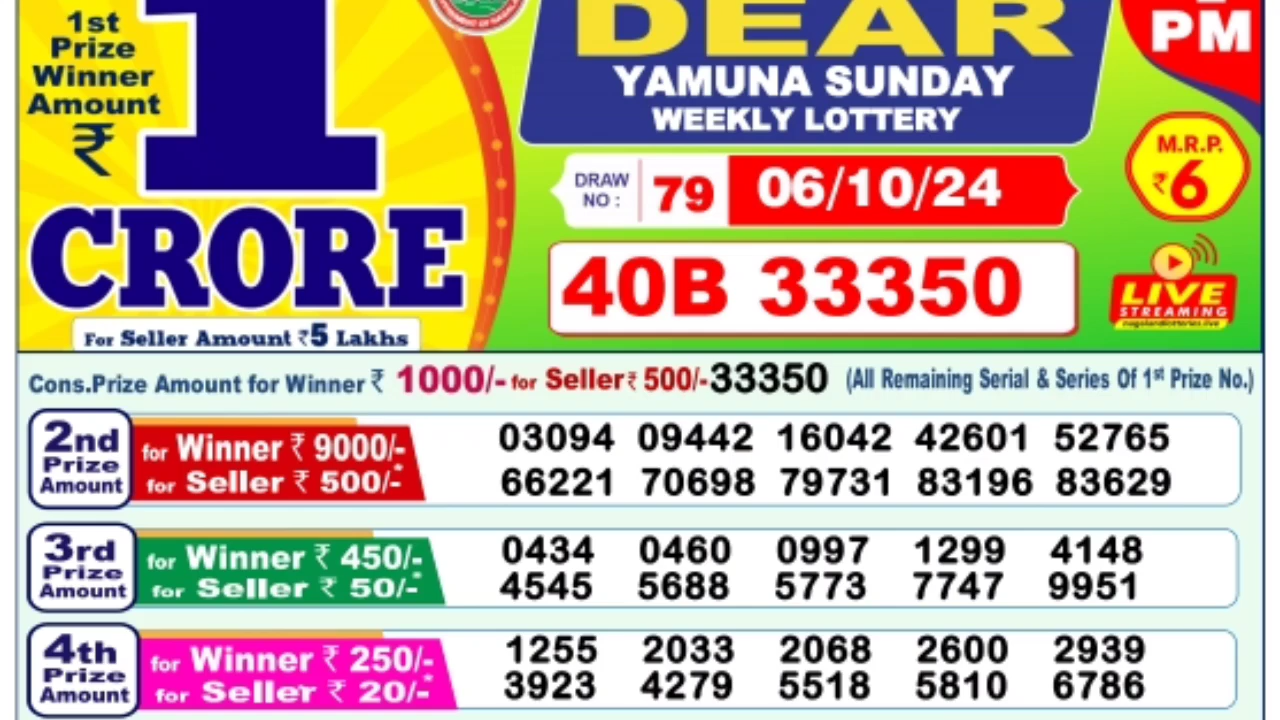 1st
Prize
Winner
Amount
₹
1
CRORE
For Seller Amount ₹5 Lakhs
DEAR
YAMUNA SUNDAY
WEEKLY LOTTERY
PM
DRAW
NO :
79
06/10/24
M.R.P.
₹6
40B 33350
LIVE
STREAMING
nagalandlotteries.live
Cons.Prize Amount for Winner ₹ 1000/- for Seller ₹ 500/- 33350 (All Remaining Serial & Series Of 1st Prize No.)
2nd
Prize
Amount
for Winner ₹ 9000/-
for Seller ₹ 500/-*
03094 09442 16042 42601 52765
66221 70698 79731 83196 83629
3rd
Prize
Amount
for Winner ₹ 450/-
for Seller ₹ 50/-*
0434 0460 0997 1299 4148
4545 5688 5773 7747 9951
4th
Prize
Amount
for Winner ₹ 250/-
for Seller ₹ 20/-*
1255 2033 2068 2600 2939
3923 4279 5518 5810 6786